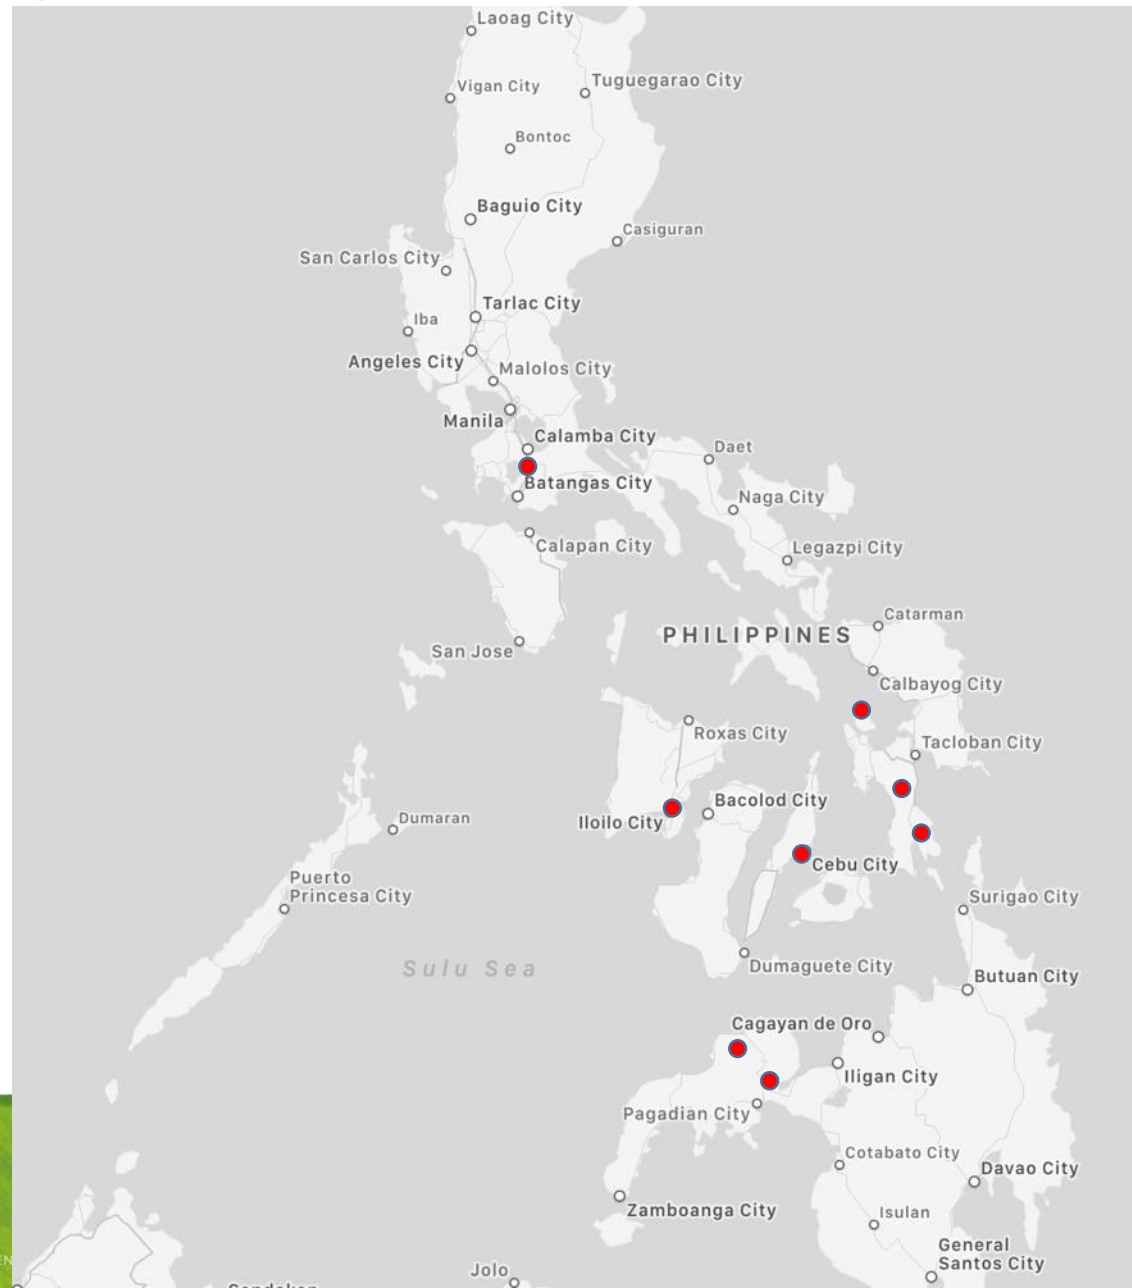 Laoag City
Vigan City
Tuguegarao City
Bontoc
Baguio City
Casiguran
San Carlos City
Tarlac City
Iba
Angeles City
Malolos City
Manila
Calamba City
Daet
Batangas City
Naga City
Calapan City
Legazpi City
Catarman
PHILIPPINES
San Jose
Calbayog City
Roxas City
Tacloban City
Bacolod City
Dumaran
Iloilo City
Cebu City
Puerto
Princesa City
Surigao City
Sulu Sea
Dumaguete City
Butuan City
Cagayan de Oro
Iligan City
Pagadian City
Cotabato City
Davao City
Zamboanga City
Isulan
General
Santos City
Jolo